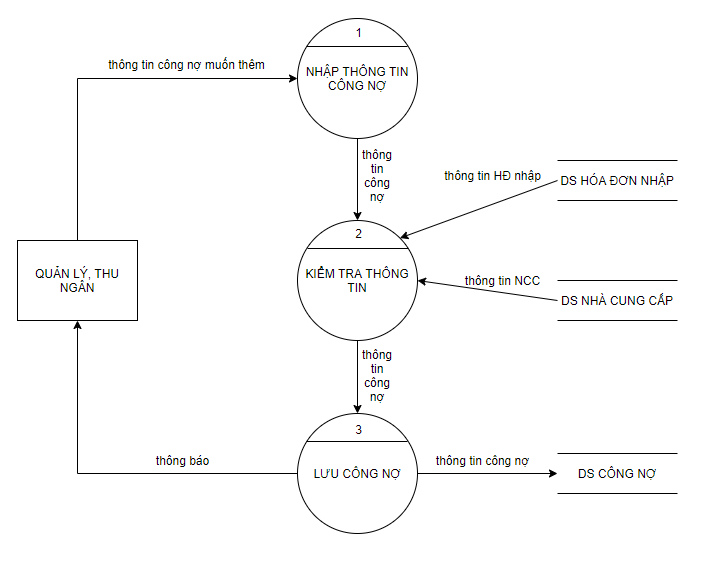 1
thông tin công nợ muốn thêm
NHẬP THÔNG TIN
CÔNG NỢ
thông
tin
công
nợ
thông tin HĐ nhập
DS HÓA ĐƠN NHẬP
2
QUẢN LÝ, THU
NGÂN
KIỂM TRA THÔNG
TIN
thông tin NCC
DS NHÀ CUNG CẤP
thông
tin
công
nợ
3
thông báo
LƯU CÔNG NỢ
thông tin công nợ
DS CÔNG NỢ